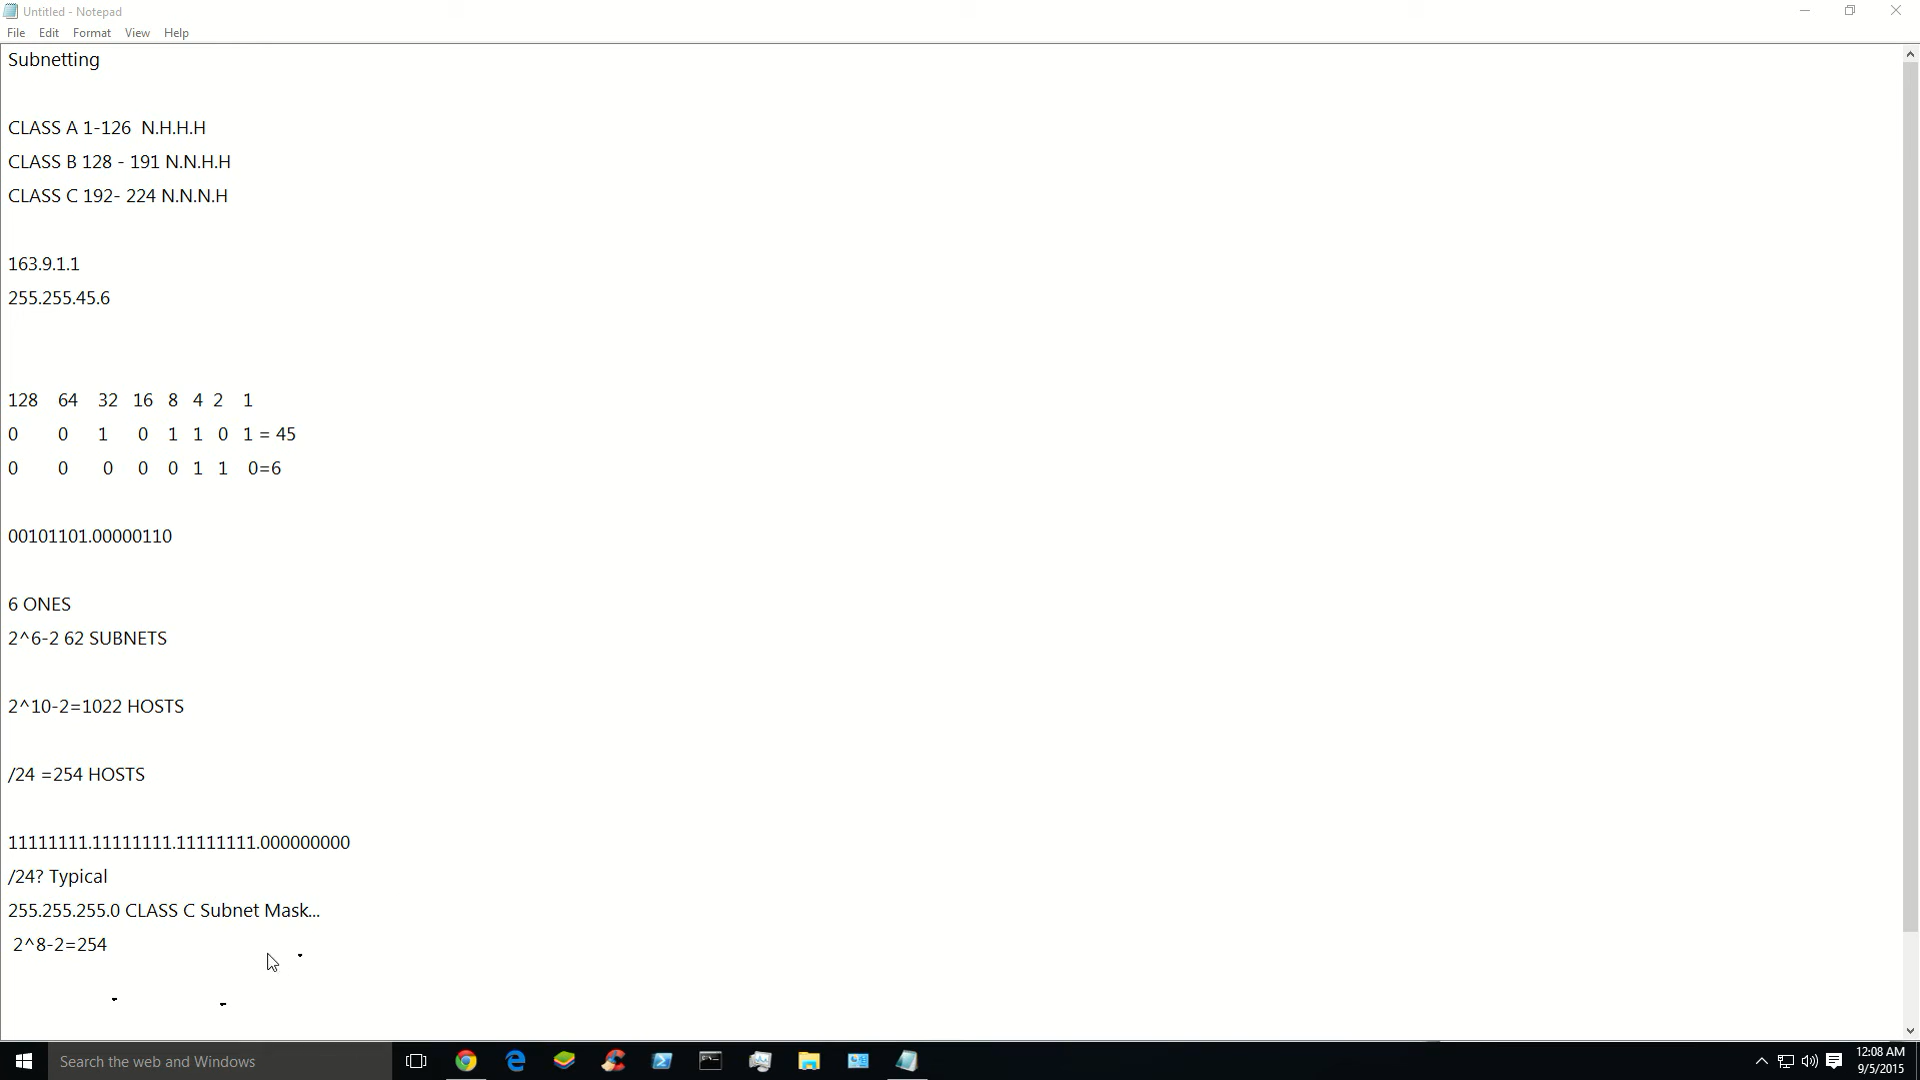 Untitled - Notepad
File Edit Format View Help
Subnetting
CLASS A 1-126  N.H.H.H
CLASS B 128 - 191 N.N.H.H
CLASS C 192- 224 N.N.N.H
163.9.1.1
255.255.45.6
128 64 32 16 8 4 2 1
0 0 1 0 1 1 0 1 = 45
0 0 0 0 0 1 1 0=6
00101101.00000110
6 ONES
2^6-2 62 SUBNETS
2^10-2=1022 HOSTS
/24 =254 HOSTS
11111111.11111111.11111111.000000000
/24? Typical
255.255.255.0 CLASS C Subnet Mask...
2^8-2=254
Search the web and Windows
12:08 AM
9/5/2015